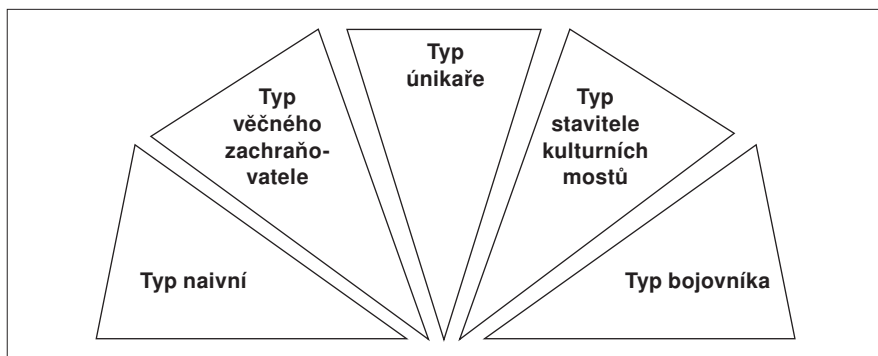 Typ
únikaře
Typ
věčného
zachraňo-
vatele
Typ
stavitele
kulturních
mostů
Typ naivní
Typ bojovníka